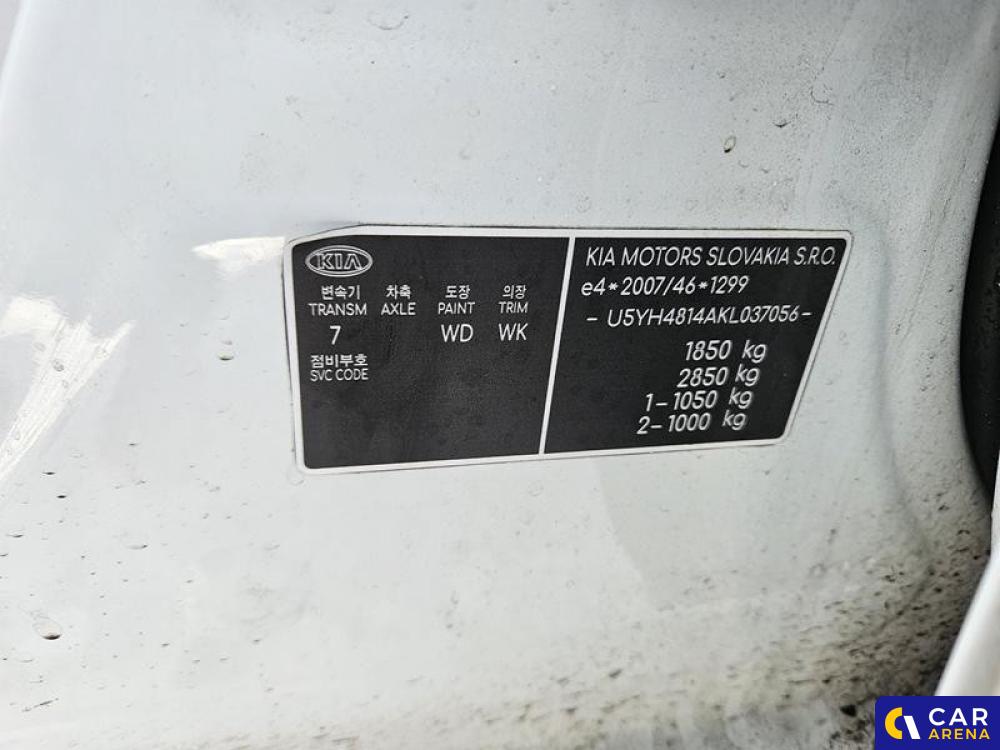 KIA
변속기 차축 도장 의장
TRANSM AXLE PAINT TRIM
7 WD WK
점비부호
SVC CODE
KIA MOTORS SLOVAKIA S.R.O.
e4*2007/46*1299
- U5YH4814AKL037056 -
1850 kg
2850 kg
1-1050 kg
2-1000 kg
CAR
ARENA